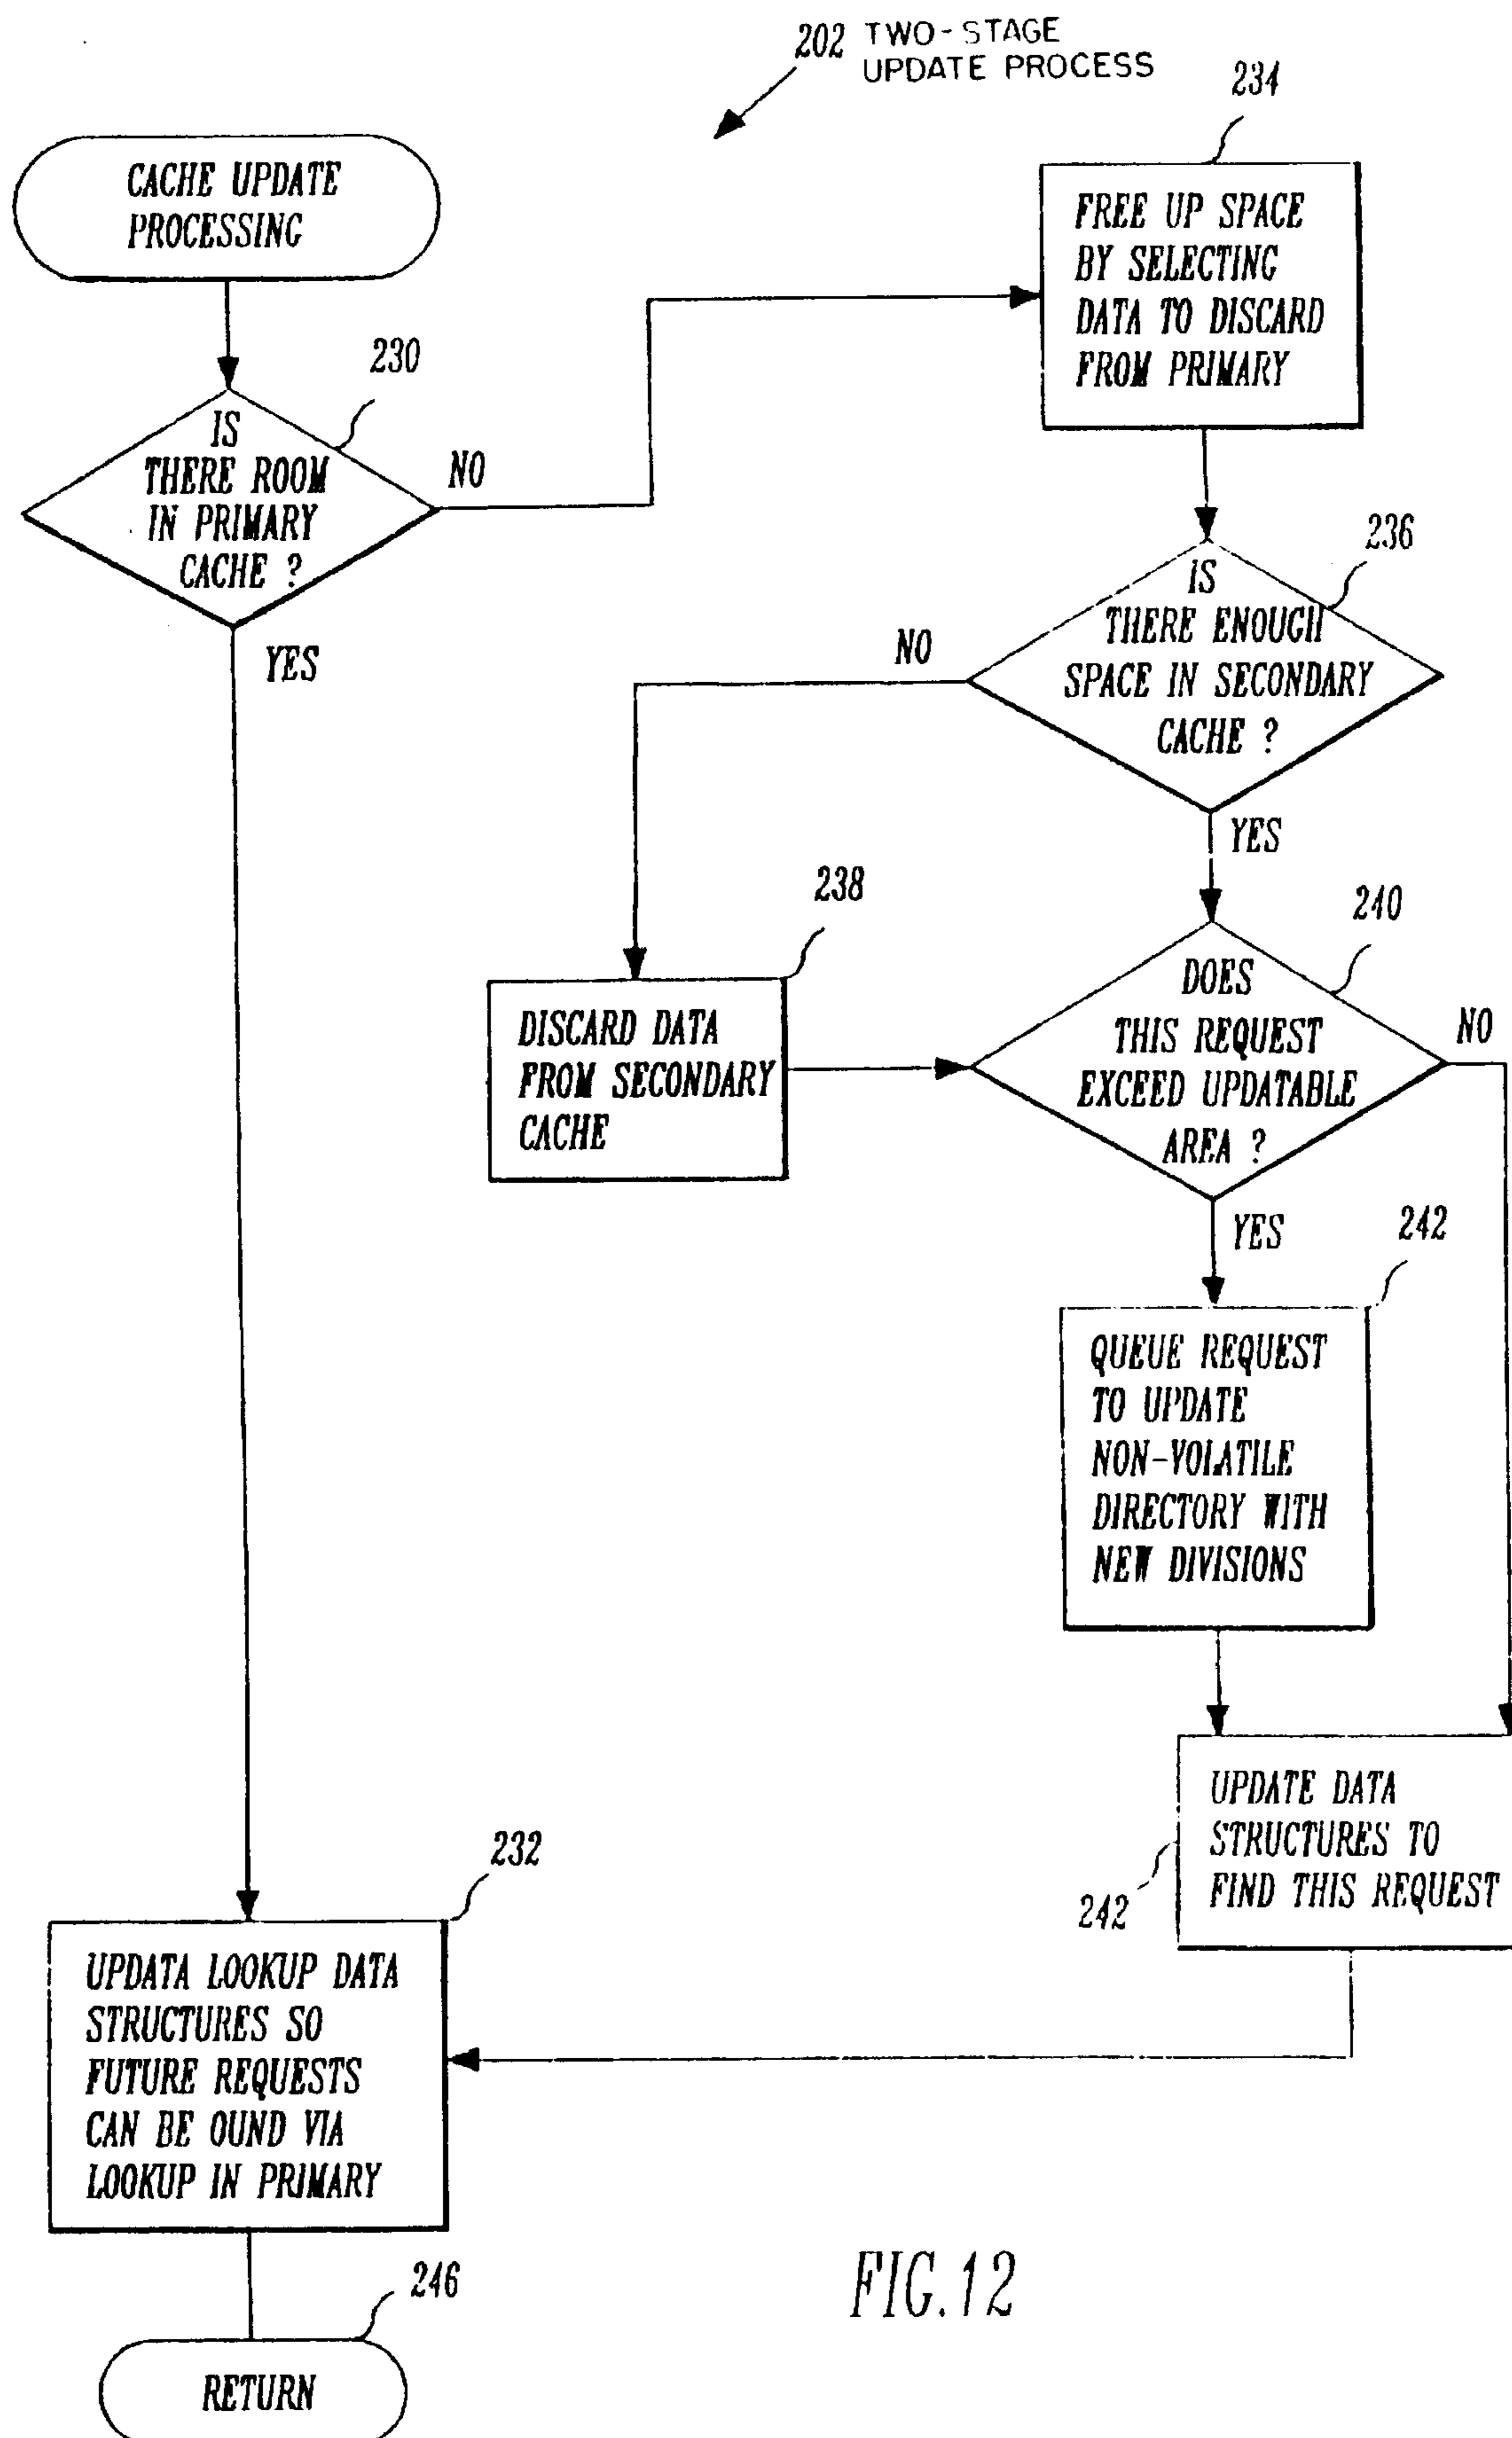 202 TWO-STAGE
UPDATE PROCESS
234
CACHE UPDATE
PROCESSING
FREE UP SPACE
BY SELECTING
DATA TO DISCARD
FROM PRIMARY
230
IS
THERE ROOM
IN PRIMARY
CACHE ?
NO
YES
236
IS
THERE ENOUGH
SPACE IN SECONDARY
CACHE ?
NO
YES
238
DISCARD DATA
FROM SECONDARY
CACHE
240
DOES
THIS REQUEST
EXCEED UPDATABLE
AREA ?
NO
YES
242
QUEUE REQUEST
TO UPDATE
NON-VOLATILE
DIRECTORY WITH
NEW DIVISIONS
UPDATE DATA
STRUCTURES TO
FIND THIS REQUEST
242
232
UPDATA LOOKUP DATA
STRUCTURES SO
FUTURE REQUESTS
CAN BE OUND VIA
LOOKUP IN PRIMARY
246
RETURN
FIG.12